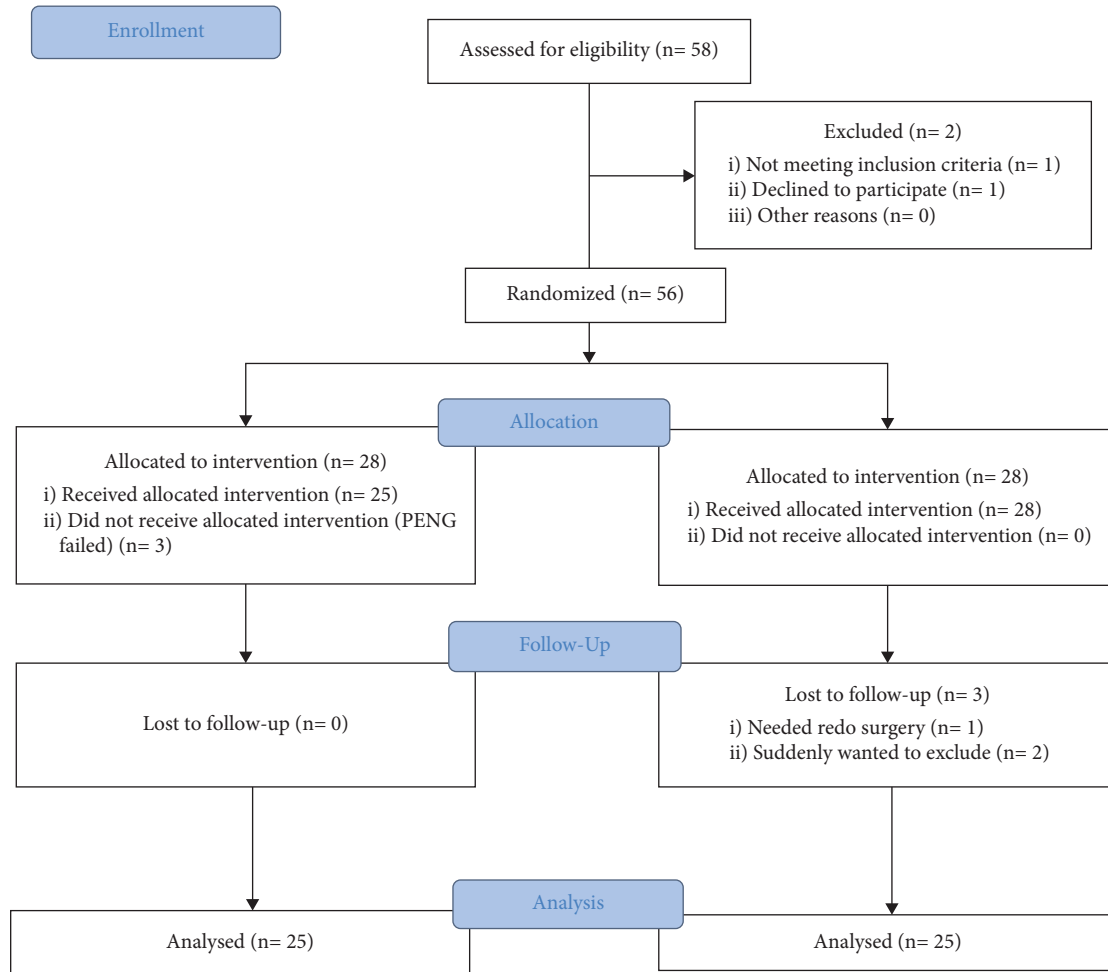 Enrollment
Assessed for eligibility (n= 58)
Excluded (n= 2)
i) Not meeting inclusion criteria (n= 1)
ii) Declined to participate (n= 1)
iii) Other reasons (n= 0)
Randomized (n= 56)
Allocation
Allocated to intervention (n= 28)
i) Received allocated intervention (n= 25)
ii) Did not receive allocated intervention (PENG
failed) (n= 3)
Allocated to intervention (n= 28)
i) Received allocated intervention (n= 28)
ii) Did not receive allocated intervention (n= 0)
Follow-Up
Lost to follow-up (n= 0)
Lost to follow-up (n= 3)
i) Needed redo surgery (n= 1)
ii) Suddenly wanted to exclude (n= 2)
Analysis
Analysed (n= 25)
Analysed (n= 25)